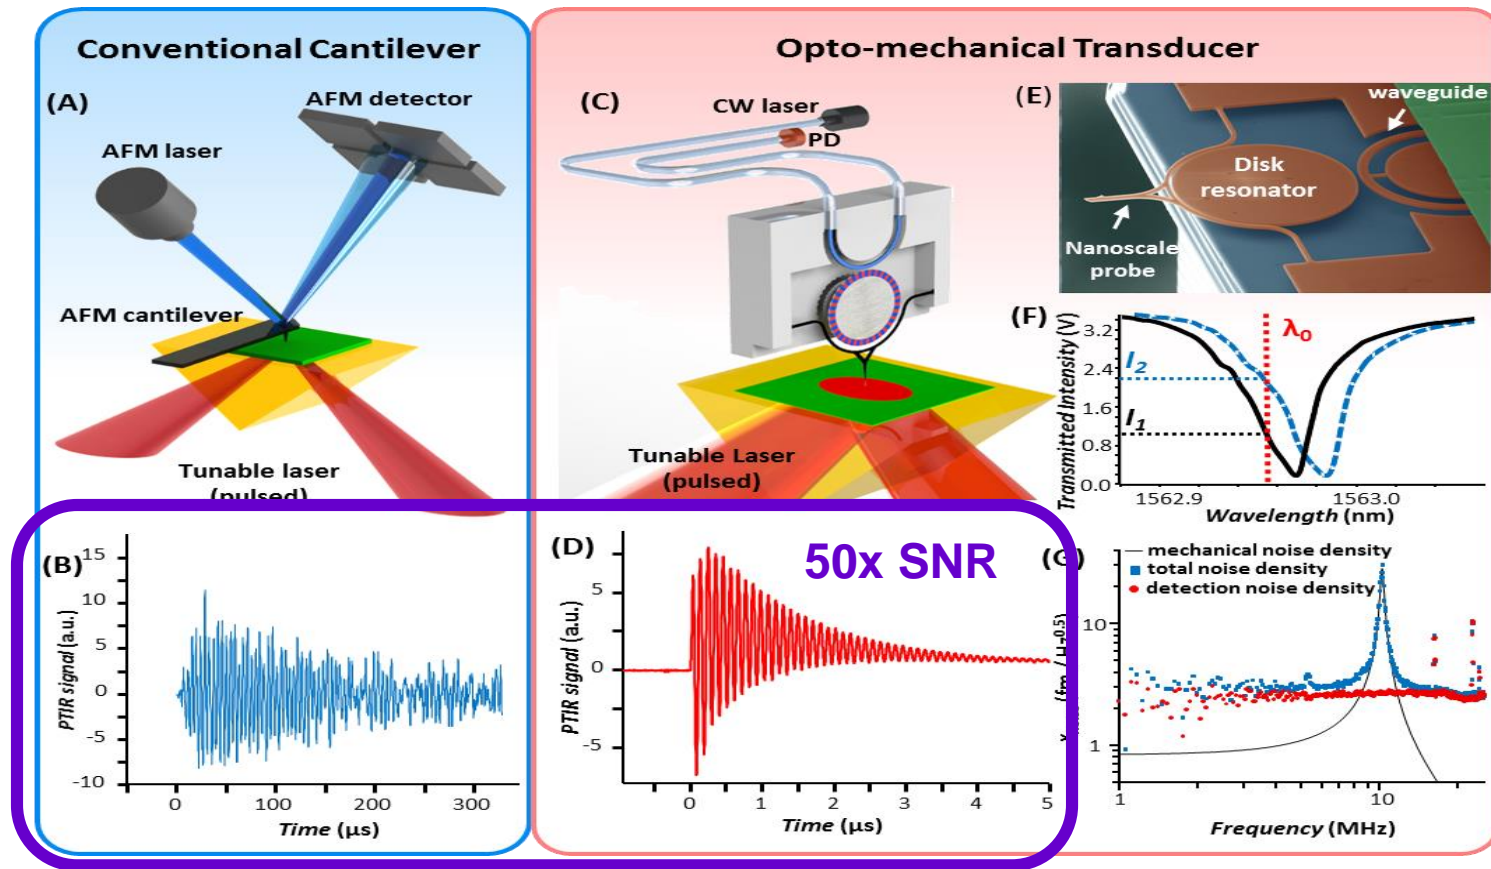 Conventional Cantilever
(A)
AFM detector
AFM laser
AFM cantilever
Tunable laser
(pulsed)
(B)
15
10
5
0
-5
-10
PTIR signal (a.u.)
0
100
200
300
Time (μs)
Opto-mechanical Transducer
(C)
CW laser
PD
Tunable Laser
(pulsed)
(D)
50x SNR
5
0
-5
PTIR signal (a.u.)
0
1
2
3
4
5
Time (μs)
(E)
waveguide
Disk
resonator
Nanoscale
probe
(F)
λ0
I2
I1
3.2
2.4
1.6
0.8
0.0
Transmitted Intensity (V)
1562.9
1563.0
Wavelength (nm)
(G)
mechanical noise density
total noise density
detection noise density
10
1
1
10
Frequency (MHz)